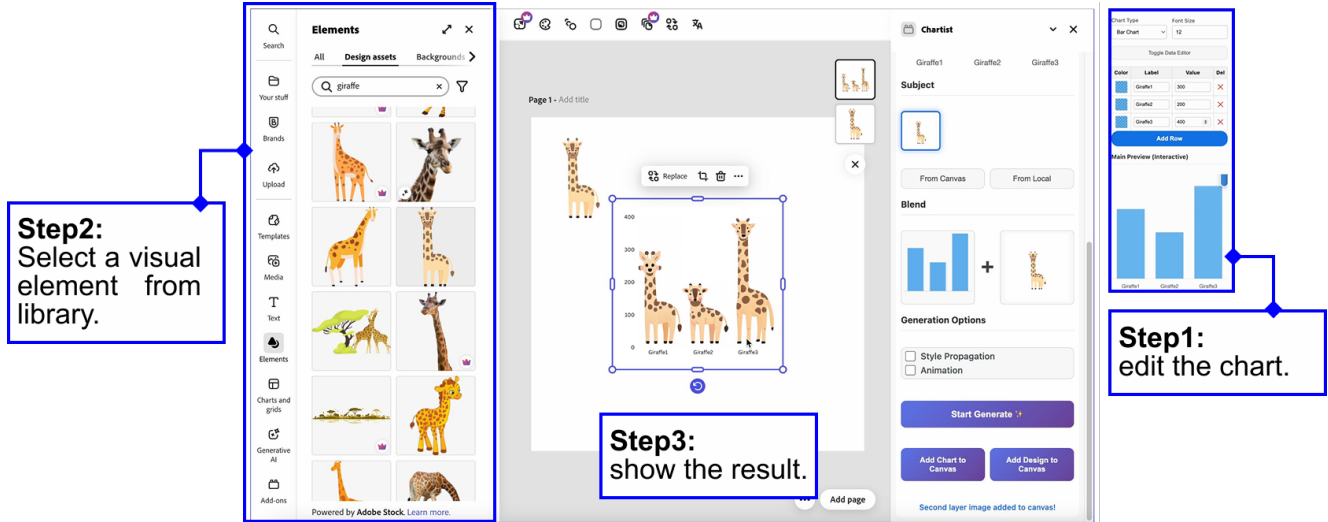 Step2:
Select a visual
element from
library.
Search
Your stuff
Brands
Upload
Templates
Media
Text
Elements
Charts and
grids
Generative
AI
Add-ons
Elements
All
Design assets
Backgrounds
giraffe
Powered by Adobe Stock. Learn more.
Page 1 - Add title
Replace
400
300
200
100
0
Giraffe1
Giraffe2
Giraffe3
Step3:
show the result.
Add page
Chartist
Giraffe1
Giraffe2
Giraffe3
Subject
From Canvas
From Local
Blend
Generation Options
Style Propagation
Animation
Start Generate ✨
Add Chart to
Canvas
Add Design to
Canvas
Second layer image added to canvas!
Chart Type
Font Size
Bar Chart
12
Toggle Data Editor
Color
Label
Value
Del
Giraffe1
300
Giraffe2
200
Giraffe3
400
Add Row
Main Preview (Interactive)
Giraffe1
Giraffe2
Giraffe3
Step1:
edit the chart.